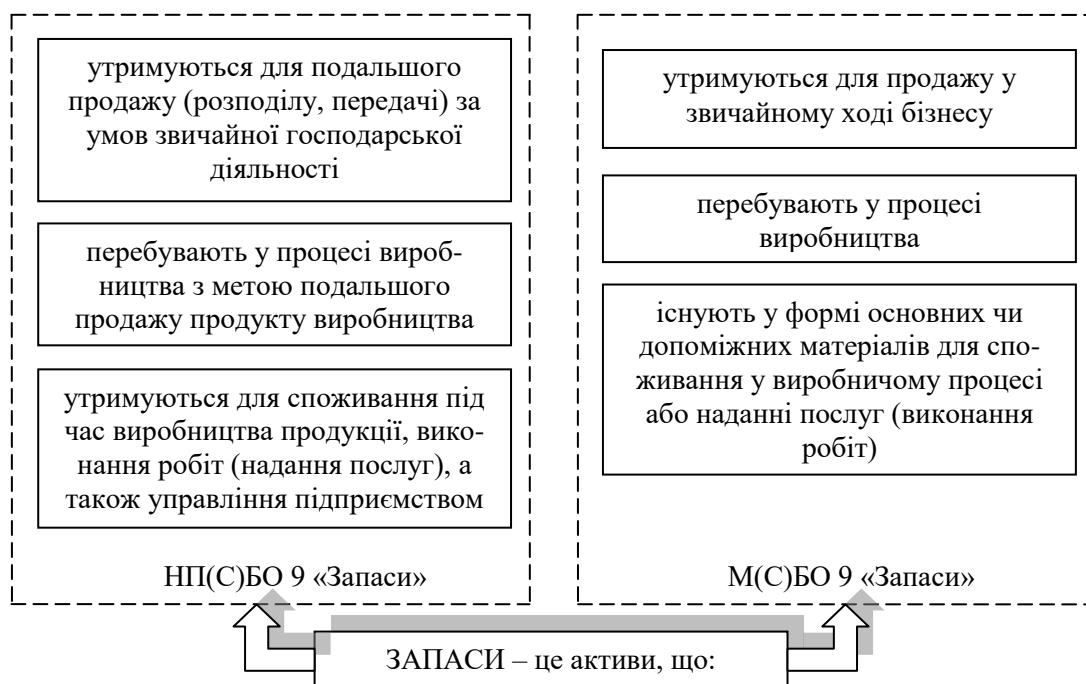 утримуються для подальшого
продажу (розподілу, передачі) за
умов звичайної господарської
діяльності
перебувають у процесі вироб-
ництва з метою подальшого
продажу продукту виробництва
утримуються для споживання під
час виробництва продукції, вико-
нання робіт (надання послуг), а
також управління підприємством
НП(С)БО 9 «Запаси»
утримуються для продажу у
звичайному ході бізнесу
перебувають у процесі
виробництва
існують у формі основних чи
допоміжних матеріалів для спо-
живання у виробничому процесі
або наданні послуг (виконання
робіт)
М(С)БО 9 «Запаси»
ЗАПАСИ – це активи, що: